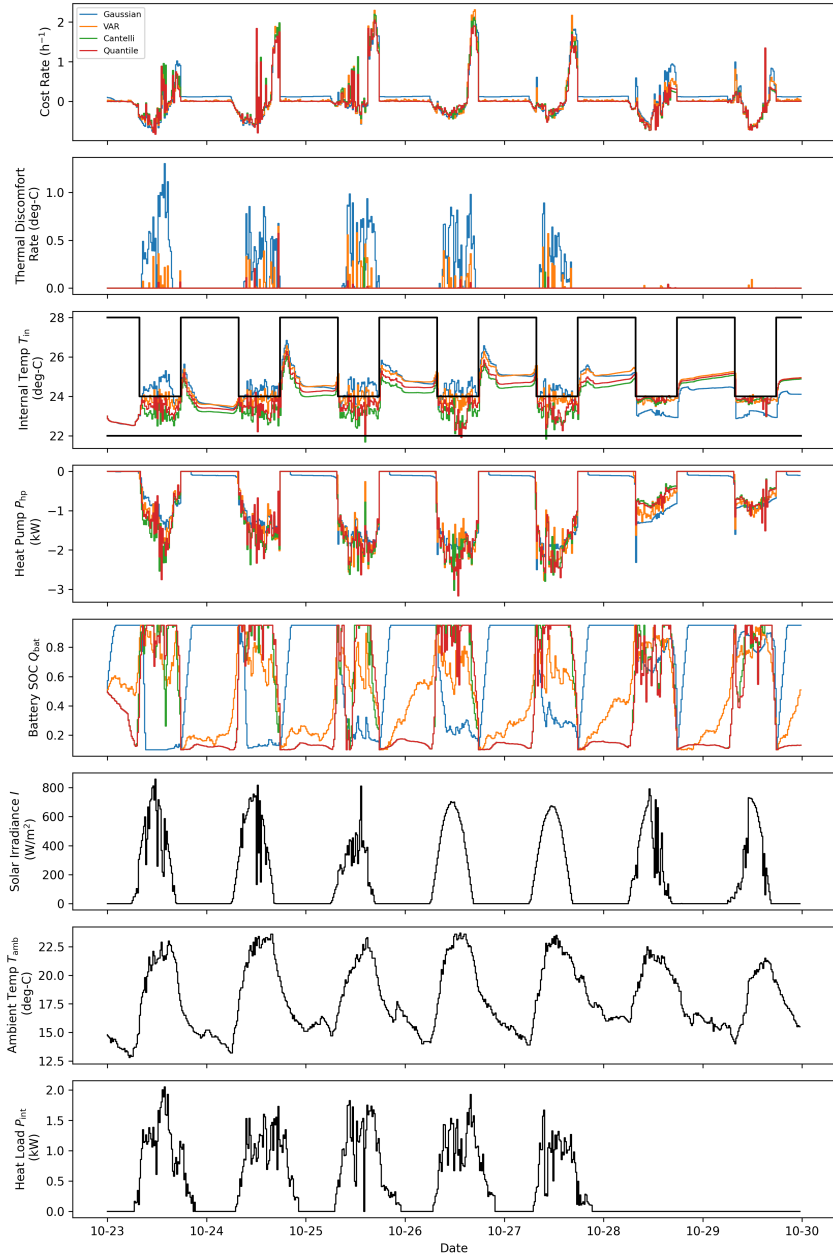 Gaussian
VAR
Cantelli
Quantile
Cost Rate (h⁻¹)
2
1
0
Thermal Discomfort
Rate (deg-C)
1.0
0.5
0.0
Internal Temp T_in
(deg-C)
28
26
24
22
Heat Pump P_hp
(kW)
0
−1
−2
−3
Battery SOC Q_bat
0.8
0.6
0.4
0.2
Solar Irradiance I
(W/m²)
800
600
400
200
0
Ambient Temp T_amb
(deg-C)
22.5
20.0
17.5
15.0
12.5
Heat Load P_int
(kW)
2.0
1.5
1.0
0.5
0.0
10-23 10-24 10-25 10-26 10-27 10-28 10-29 10-30
Date